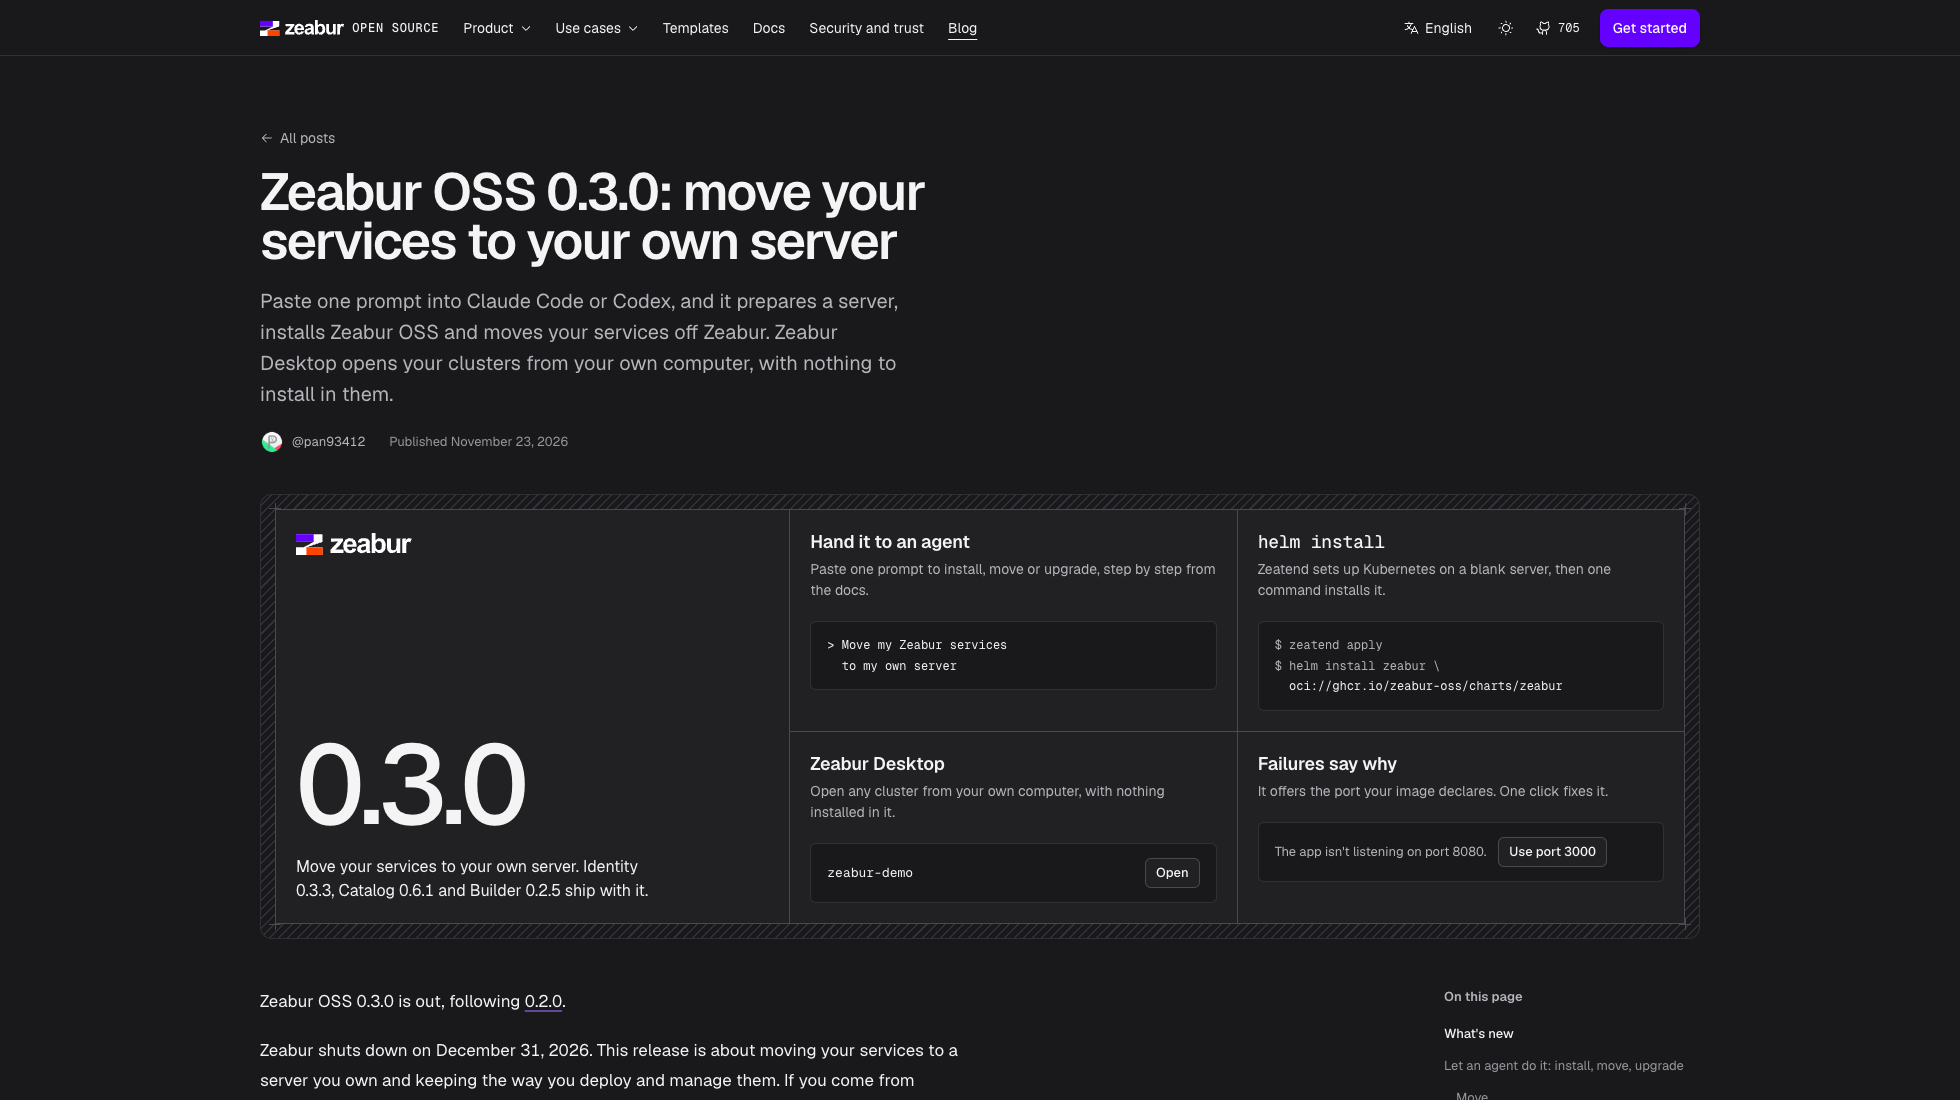 zeabur OPEN SOURCE Product Use cases Templates Docs Security and trust Blog English 705 Get started
← All posts
Zeabur OSS 0.3.0: move your
services to your own server
Paste one prompt into Claude Code or Codex, and it prepares a server,
installs Zeabur OSS and moves your services off Zeabur. Zeabur
Desktop opens your clusters from your own computer, with nothing to
install in them.
@pan93412 Published November 23, 2026
zeabur
0.3.0
Move your services to your own server. Identity
0.3.3, Catalog 0.6.1 and Builder 0.2.5 ship with it.
Hand it to an agent
Paste one prompt to install, move or upgrade, step by step from
the docs.
> Move my Zeabur services
to my own server
helm install
Zeatend sets up Kubernetes on a blank server, then one
command installs it.
$ zeatend apply
$ helm install zeabur \
oci://ghcr.io/zeabur-oss/charts/zeabur
Zeabur Desktop
Open any cluster from your own computer, with nothing
installed in it.
zeabur-demo Open
Failures say why
It offers the port your image declares. One click fixes it.
The app isn't listening on port 8080. Use port 3000
Zeabur OSS 0.3.0 is out, following 0.2.0.
Zeabur shuts down on December 31, 2026. This release is about moving your services to a
server you own and keeping the way you deploy and manage them. If you come from
On this page
What's new
Let an agent do it: install, move, upgrade
Move